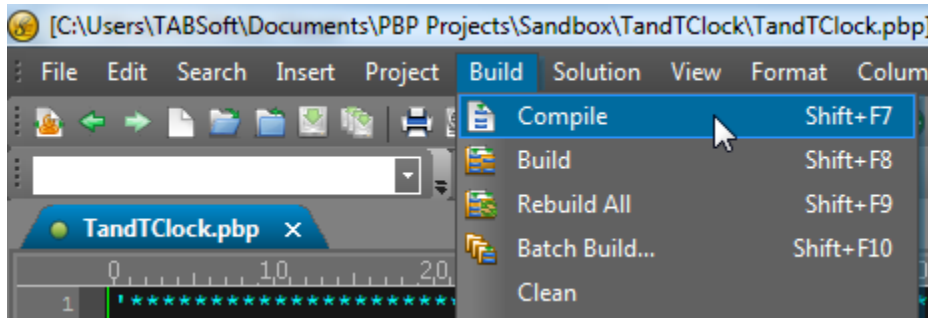 [C:\Users\TABSoft\Documents\PBP Projects\Sandbox\TandTClock\TandTClock.pbp]
File Edit Search Insert Project Build Solution View Format Colum
Compile Shift+F7
Build Shift+F8
Rebuild All Shift+F9
TandTClock.pbp X
Batch Build... Shift+F10
0 10 20
Clean
1 '**********************